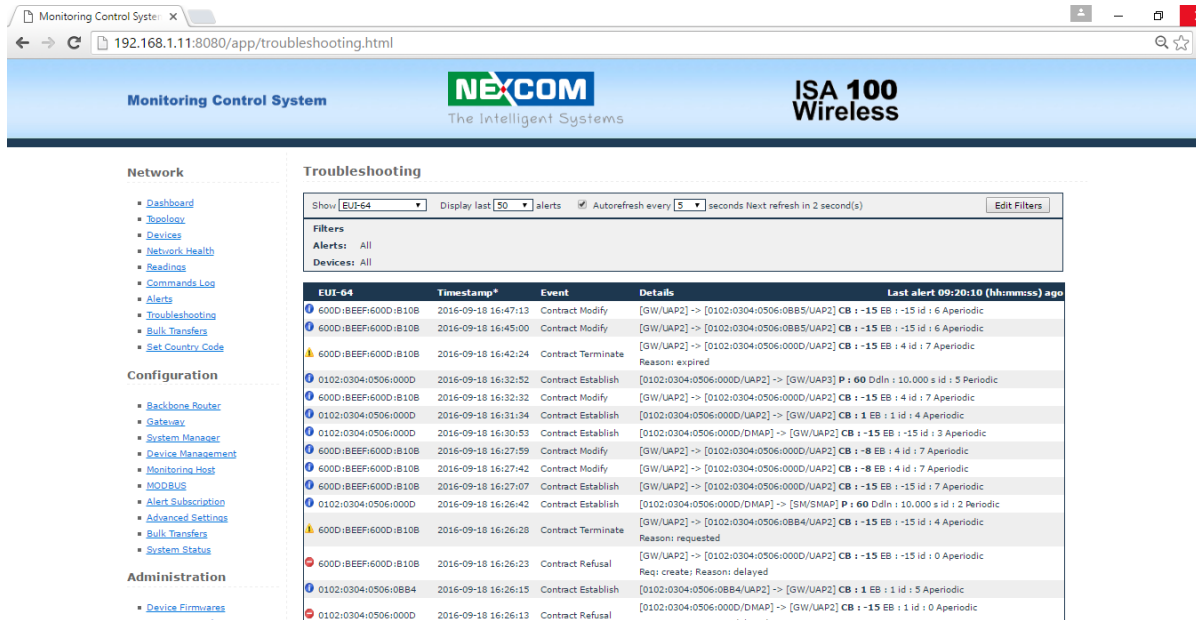 Monitoring Control System
192.168.1.11:8080/app/troubleshooting.html
Monitoring Control System
NEXCOM
The Intelligent Systems
ISA 100
Wireless
Network
Dashboard
Topology
Devices
Network Health
Readings
Commands Log
Alerts
Troubleshooting
Bulk Transfers
Set Country Code
Configuration
Backbone Router
Gateway
System Manager
Device Management
Monitoring Host
MODBUS
Alert Subscription
Advanced Settings
Bulk Transfers
System Status
Administration
Device Firmwares
Troubleshooting
Show EUI-64 Display last 50 alerts Autorefresh every 5 seconds Next refresh in 2 second(s) Edit Filters
Filters
Alerts: All
Devices: All
EUI-64 Timestamp* Event Details Last alert 09:20:10 (hh:mm:ss) ago
600D:BEEF:600D:B10B 2016-09-18 16:47:13 Contract Modify [GW/UAP2] -> [0102:0304:0506:0BB5/UAP2] CB : -15 EB : -15 id : 6 Aperiodic
600D:BEEF:600D:B10B 2016-09-18 16:45:00 Contract Modify [GW/UAP2] -> [0102:0304:0506:0BB5/UAP2] CB : -15 EB : -15 id : 6 Aperiodic
600D:BEEF:600D:B10B 2016-09-18 16:42:24 Contract Terminate [GW/UAP2] -> [0102:0304:0506:000D/UAP2] CB : -15 EB : 4 id : 7 Aperiodic
Reason: expired
0102:0304:0506:000D 2016-09-18 16:32:52 Contract Establish [0102:0304:0506:000D/UAP2] -> [GW/UAP3] P : 60 Ddln : 10.000 s id : 5 Periodic
600D:BEEF:600D:B10B 2016-09-18 16:32:32 Contract Modify [GW/UAP2] -> [0102:0304:0506:000D/UAP2] CB : -15 EB : 4 id : 7 Aperiodic
0102:0304:0506:000D 2016-09-18 16:31:34 Contract Establish [0102:0304:0506:000D/UAP2] -> [GW/UAP2] CB : 1 EB : 1 id : 4 Aperiodic
0102:0304:0506:000D 2016-09-18 16:30:53 Contract Establish [0102:0304:0506:000D/DMAP] -> [GW/UAP2] CB : -15 EB : -15 id : 3 Aperiodic
600D:BEEF:600D:B10B 2016-09-18 16:27:59 Contract Modify [GW/UAP2] -> [0102:0304:0506:000D/UAP2] CB : -8 EB : 4 id : 7 Aperiodic
600D:BEEF:600D:B10B 2016-09-18 16:27:42 Contract Modify [GW/UAP2] -> [0102:0304:0506:000D/UAP2] CB : -8 EB : 4 id : 7 Aperiodic
600D:BEEF:600D:B10B 2016-09-18 16:27:07 Contract Establish [GW/UAP2] -> [0102:0304:0506:000D/UAP2] CB : -15 EB : -15 id : 7 Aperiodic
0102:0304:0506:000D 2016-09-18 16:26:42 Contract Establish [0102:0304:0506:000D/DMAP] -> [SM/SMAP] P : 60 Ddln : 10.000 s id : 2 Periodic
600D:BEEF:600D:B10B 2016-09-18 16:26:28 Contract Terminate [GW/UAP2] -> [0102:0304:0506:0BB4/UAP2] CB : -15 EB : -15 id : 4 Aperiodic
Reason: requested
600D:BEEF:600D:B10B 2016-09-18 16:26:23 Contract Refusal [GW/UAP2] -> [0102:0304:0506:000D/UAP2] CB : -15 EB : -15 id : 0 Aperiodic
Req: create; Reason: delayed
0102:0304:0506:0BB4 2016-09-18 16:26:15 Contract Establish [0102:0304:0506:0BB4/UAP2] -> [GW/UAP2] CB : 1 EB : 1 id : 5 Aperiodic
0102:0304:0506:000D 2016-09-18 16:26:13 Contract Refusal [0102:0304:0506:000D/DMAP] -> [GW/UAP2] CB : -15 EB : 1 id : 0 Aperiodic